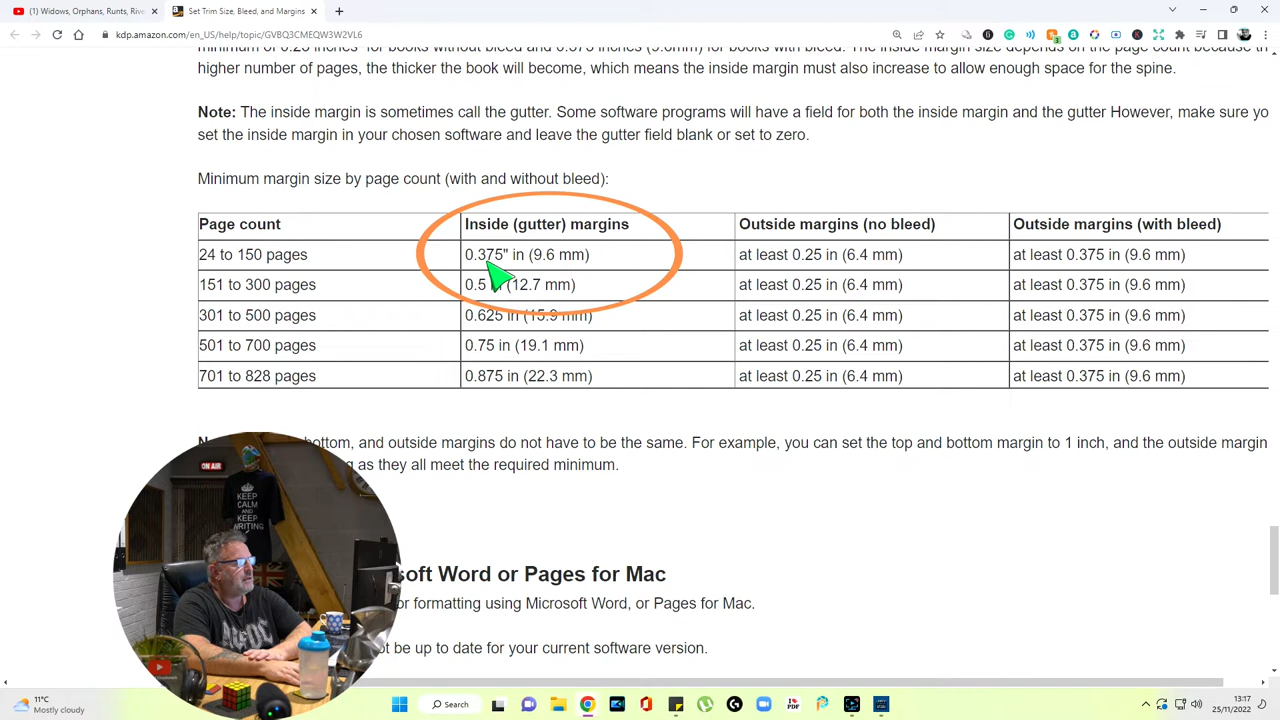 (1) Widows, Orphans, Runts, Rive
Set Trim Size, Bleed, and Margins
kdp.amazon.com/en_US/help/topic/GVBQ3CMEQW3W2VL6
higher number of pages, the thicker the book will become, which means the inside margin must also increase to allow enough space for the spine.
Note: The inside margin is sometimes call the gutter. Some software programs will have a field for both the inside margin and the gutter However, make sure yo
set the inside margin in your chosen software and leave the gutter field blank or set to zero.
Minimum margin size by page count (with and without bleed):
Page count Inside (gutter) margins Outside margins (no bleed) Outside margins (with bleed)
24 to 150 pages 0.375" in (9.6 mm) at least 0.25 in (6.4 mm) at least 0.375 in (9.6 mm)
151 to 300 pages 0.5 in (12.7 mm) at least 0.25 in (6.4 mm) at least 0.375 in (9.6 mm)
301 to 500 pages 0.625 in (15.9 mm) at least 0.25 in (6.4 mm) at least 0.375 in (9.6 mm)
501 to 700 pages 0.75 in (19.1 mm) at least 0.25 in (6.4 mm) at least 0.375 in (9.6 mm)
701 to 828 pages 0.875 in (22.3 mm) at least 0.25 in (6.4 mm) at least 0.375 in (9.6 mm)
bottom, and outside margins do not have to be the same. For example, you can set the top and bottom margin to 1 inch, and the outside margin
as they all meet the required minimum.
ON AIR
KEEP
CALM
AND
KEEP
WRITING
soft Word or Pages for Mac
or formatting using Microsoft Word, or Pages for Mac.
be up to date for your current software version.
11°C
Mostly cloudy
Search
13:17
25/11/2022